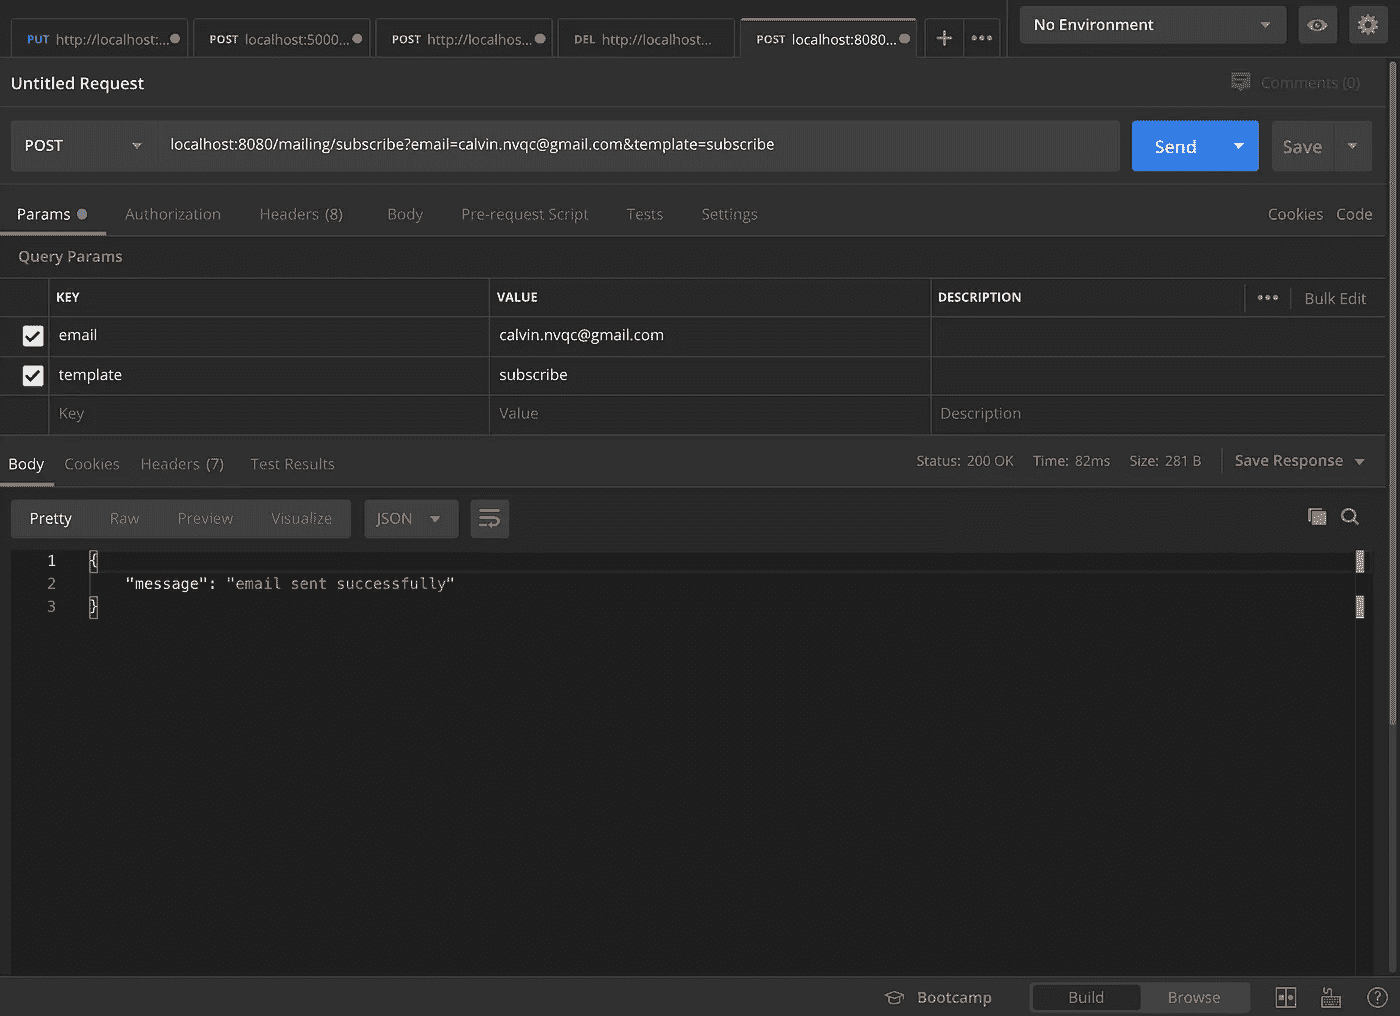 PUT http://localhost:... POST localhost:5000... POST http://localhos... DEL http://localhost... POST localhost:8080... No Environment
Untitled Request Comments (0)
POST localhost:8080/mailing/subscribe?email=calvin.nvqc@gmail.com&template=subscribe Send Save
Params Authorization Headers (8) Body Pre-request Script Tests Settings Cookies Code
Query Params
KEY VALUE DESCRIPTION Bulk Edit
email calvin.nvqc@gmail.com
template subscribe
Key Value Description
Body Cookies Headers (7) Test Results Status: 200 OK Time: 82ms Size: 281 B Save Response
Pretty Raw Preview Visualize JSON
1 {
2 "message": "email sent successfully"
3 }
Bootcamp Build Browse